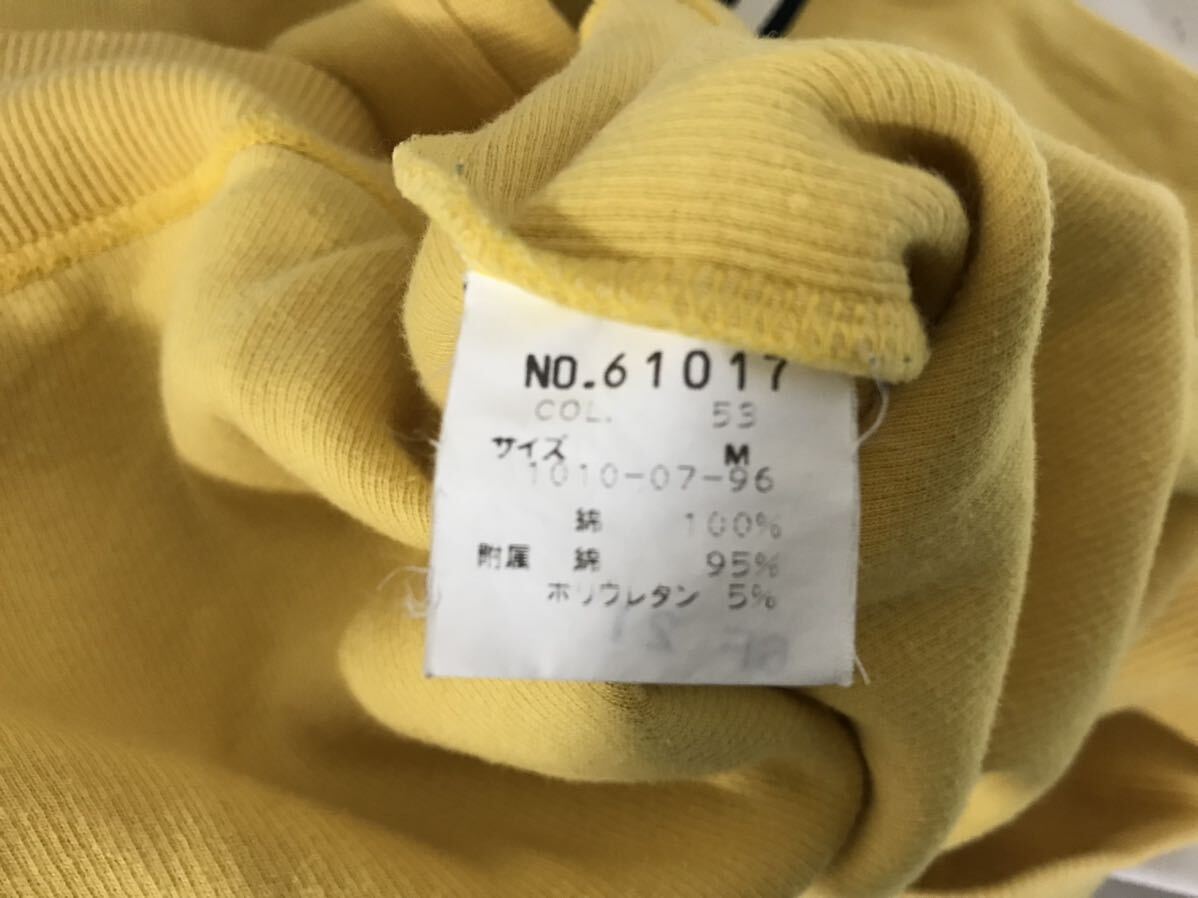 NO.61017
COL. 53
サイズ M
1010-07-96
綿 100%
附属 綿 95%
ポリウレタン 5%